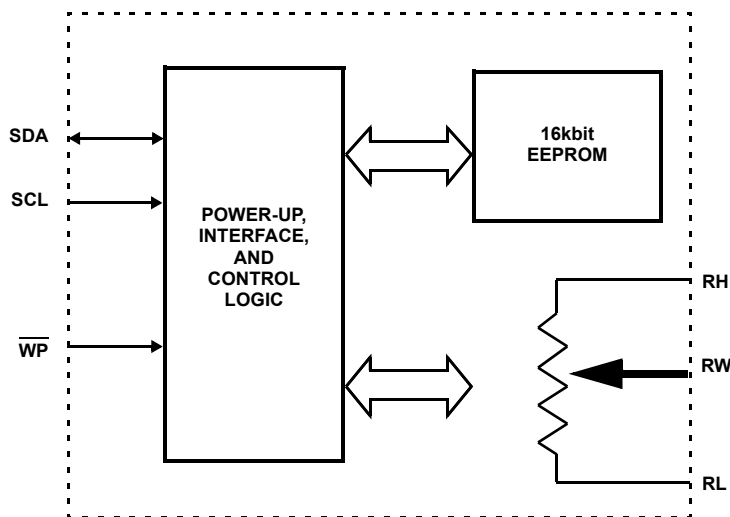 SDA
SCL
WP
POWER-UP,
INTERFACE,
AND
CONTROL
LOGIC
16kbit
EEPROM
RH
RW
RL